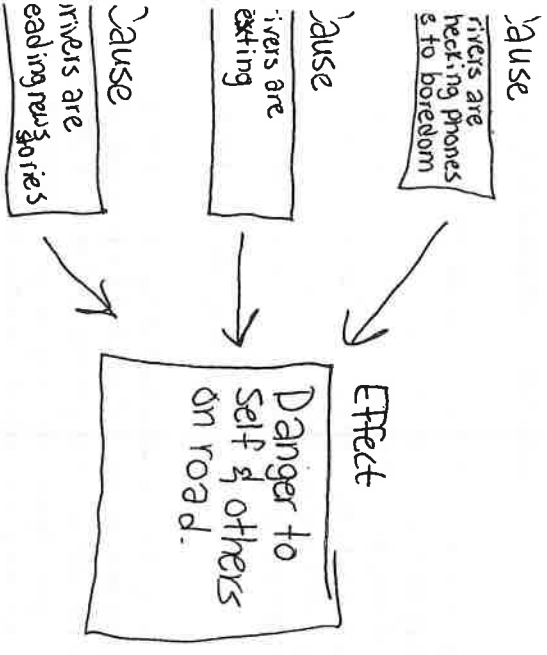 Cause
rivers are
hecking phones
s to boredom
Cause
ivers are
exting
Cause
rivers are
eading news stories
Effect
Danger to
self & others
on road.